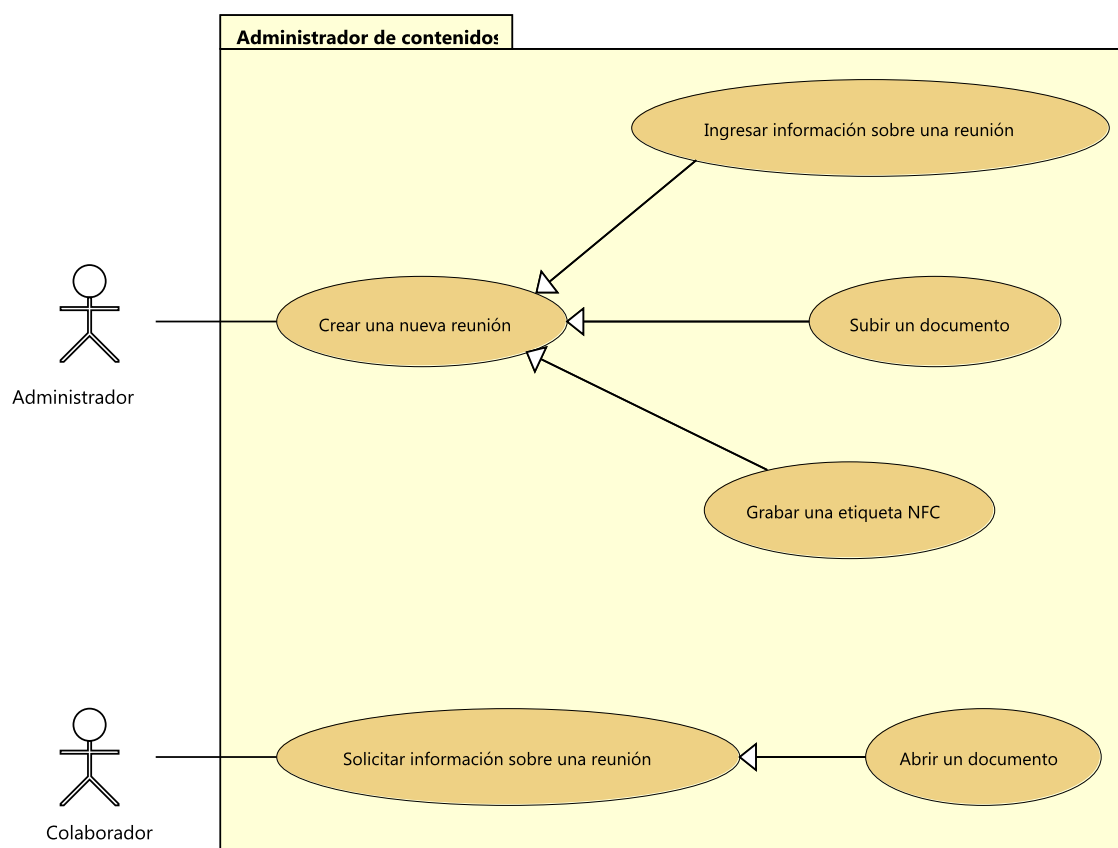 Administrador de contenidos
Ingresar información sobre una reunión
Crear una nueva reunión
Subir un documento
Administrador
Grabar una etiqueta NFC
Solicitar información sobre una reunión
Abrir un documento
Colaborador